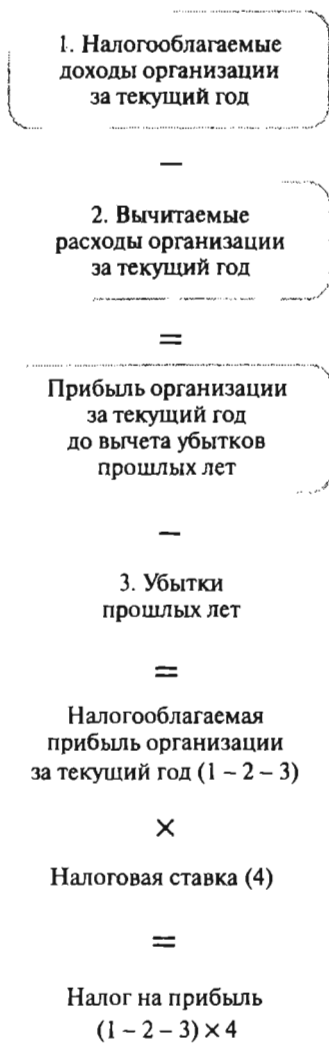 1. Налогооблагаемые
доходы организации
за текущий год
–
2. Вычитаемые
расходы организации
за текущий год
=
Прибыль организации
за текущий год
до вычета убытков
прошлых лет
–
3. Убытки
прошлых лет
=
Налогооблагаемая
прибыль организации
за текущий год (1 – 2 – 3)
×
Налоговая ставка (4)
=
Налог на прибыль
(1 – 2 – 3) × 4